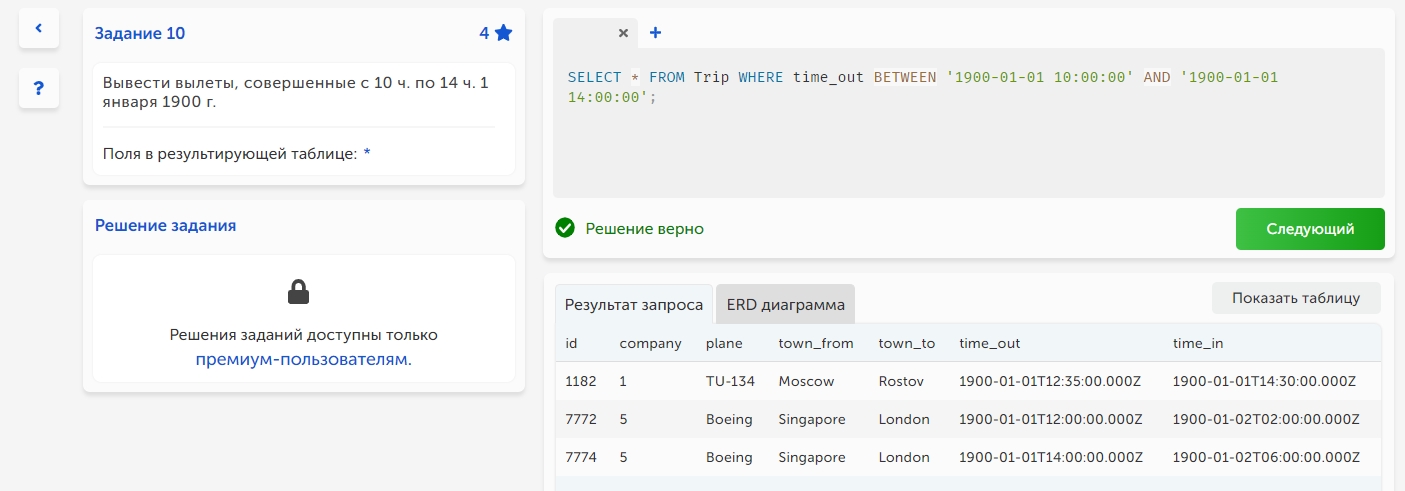 Задание 10
4
Вывести вылеты, совершенные с 10 ч. по 14 ч. 1
января 1900 г.
Поля в результирующей таблице: *
Решение задания
Решения заданий доступны только
премиум-пользователям.
?
SELECT * FROM Trip WHERE time_out BETWEEN '1900-01-01 10:00:00' AND '1900-01-01
14:00:00';
Решение верно
Следующий
Результат запроса
ERD диаграмма
Показать таблицу
id company plane town_from town_to time_out time_in
1182 1 TU-134 Moscow Rostov 1900-01-01T12:35:00.000Z 1900-01-01T14:30:00.000Z
7772 5 Boeing Singapore London 1900-01-01T12:00:00.000Z 1900-01-02T02:00:00.000Z
7774 5 Boeing Singapore London 1900-01-01T14:00:00.000Z 1900-01-02T06:00:00.000Z